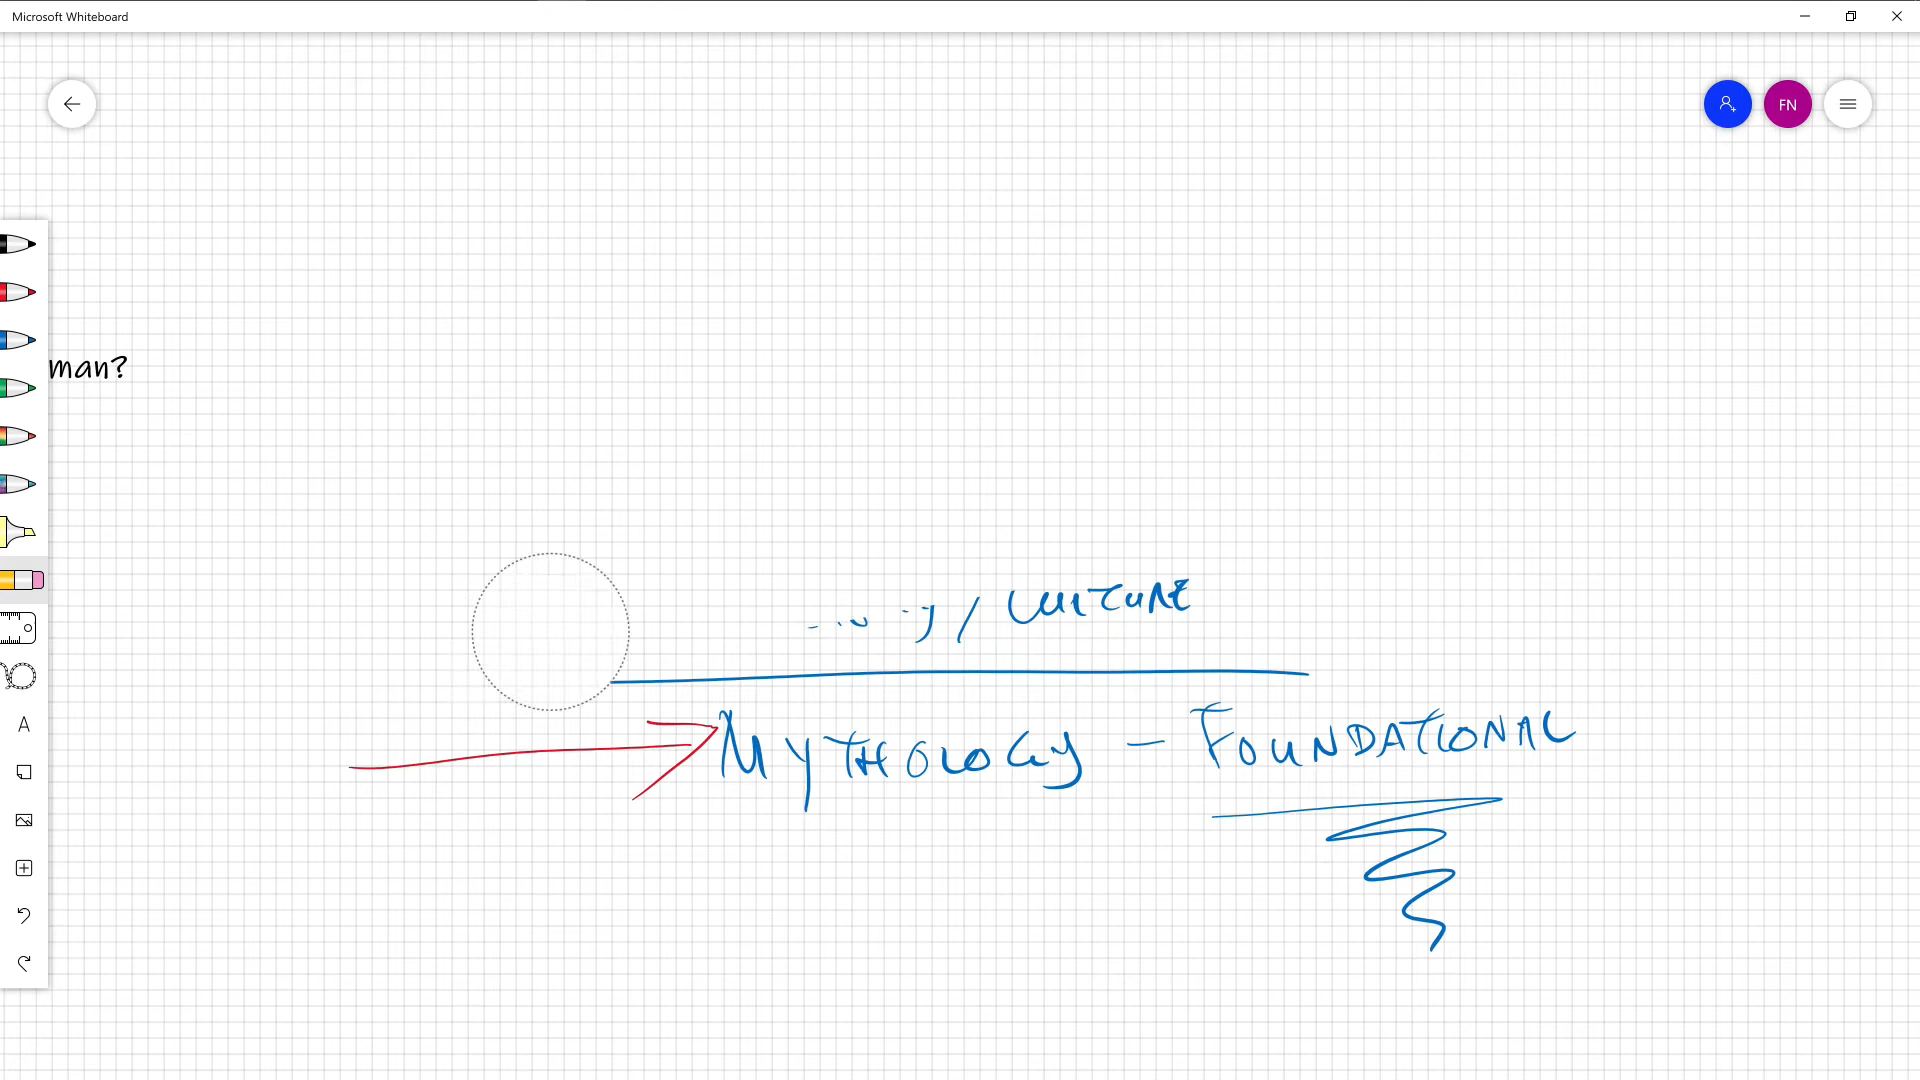 Microsoft Whiteboard
FN
man?
/ CULTURE
MYTHOLOGY - FOUNDATIONAL
A